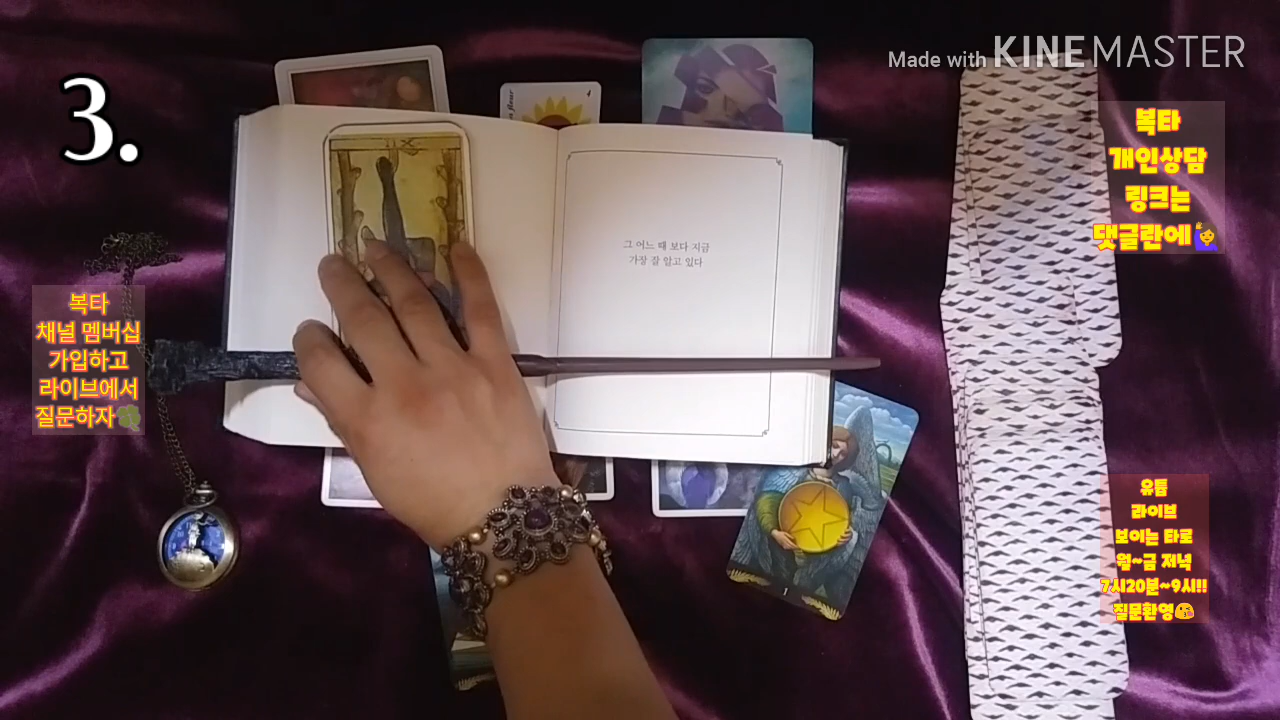 3.
Made with KINEMASTER
복타
개인상담
링크는
댓글란에🙋‍♀️
그 어느 때 보다 지금
가장 잘 알고 있다
복타
채널 멤버십
가입하고
라이브에서
질문하자🍀
유튭
라이브
보이는 타로
월~금 저녁
7시20분~9시!!
질문환영😘